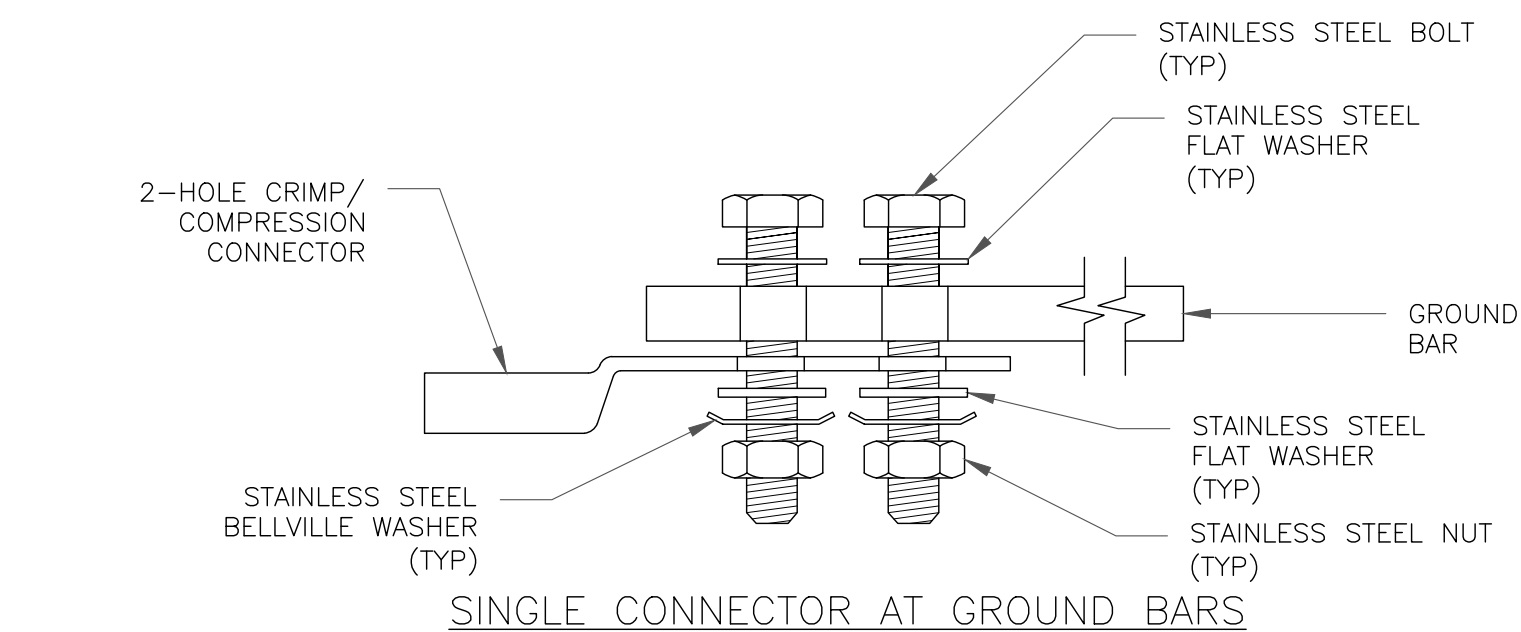 STAINLESS STEEL BOLT
(TYP)
STAINLESS STEEL
FLAT WASHER
(TYP)
2-HOLE CRIMP/
COMPRESSION
CONNECTOR
GROUND
BAR
STAINLESS STEEL
FLAT WASHER
(TYP)
STAINLESS STEEL
BELLVILLE WASHER
(TYP)
STAINLESS STEEL NUT
(TYP)
SINGLE CONNECTOR AT GROUND BARS